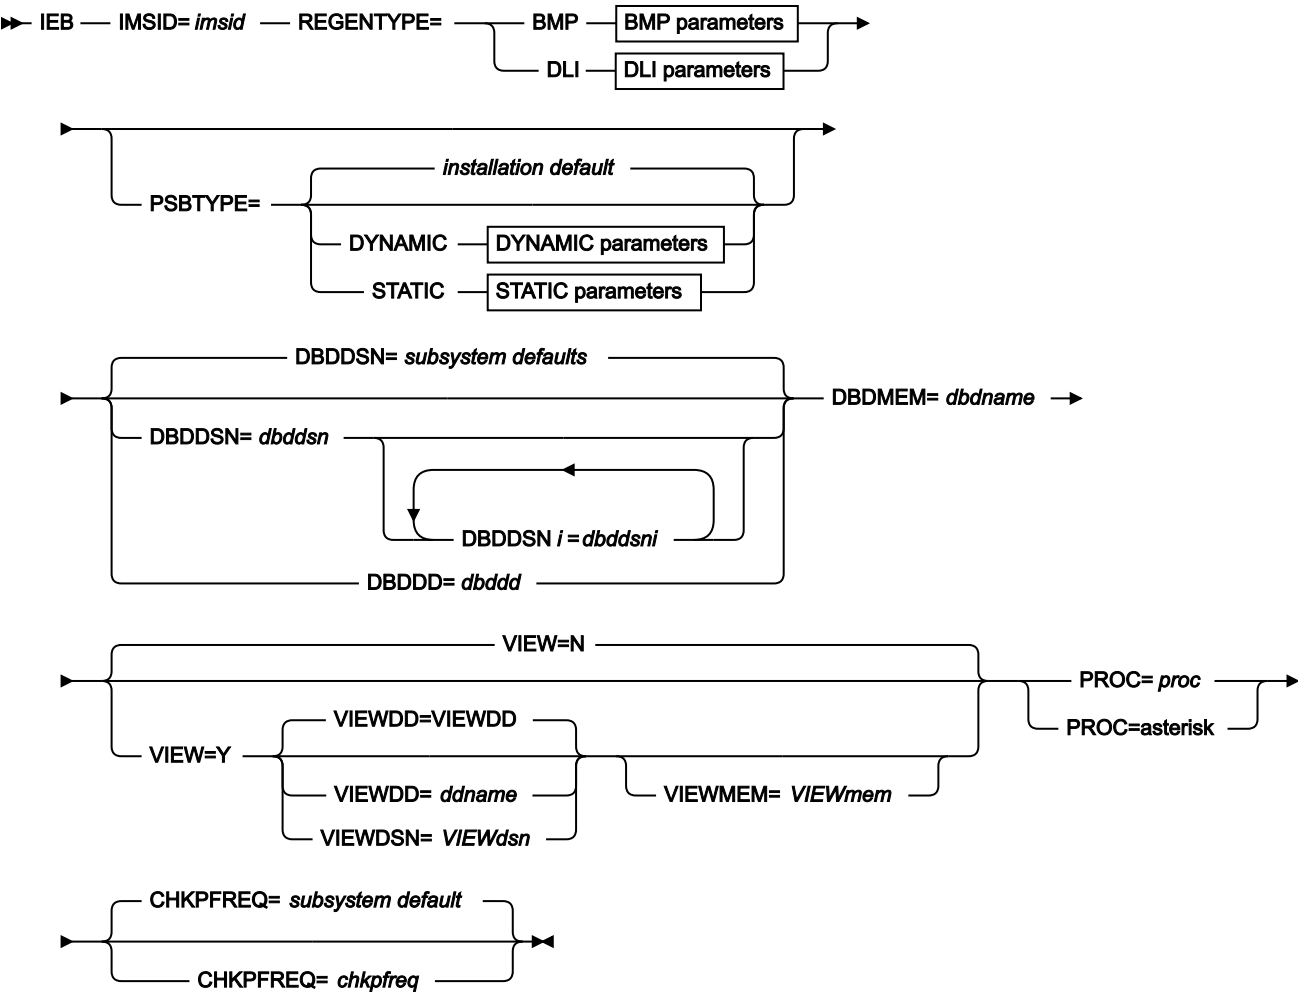 IEB IMSID= imsid REGENTYPE= BMP BMP parameters
DLI DLI parameters
installation default
PSBTYPE=
DYNAMIC DYNAMIC parameters
STATIC STATIC parameters
DBDDSN= subsystem defaults
DBDMEM= dbdname
DBDDSN= dbddsn
DBDDSN i =dbddsni
DBDDD= dbddd
VIEW=N
PROC= proc
VIEWDD=VIEWDD
PROC=asterisk
VIEW=Y
VIEWDD= ddname VIEWMEM= VIEWmem
VIEWDSN= VIEWdsn
CHKPFREQ= subsystem default
CHKPFREQ= chkpfreq